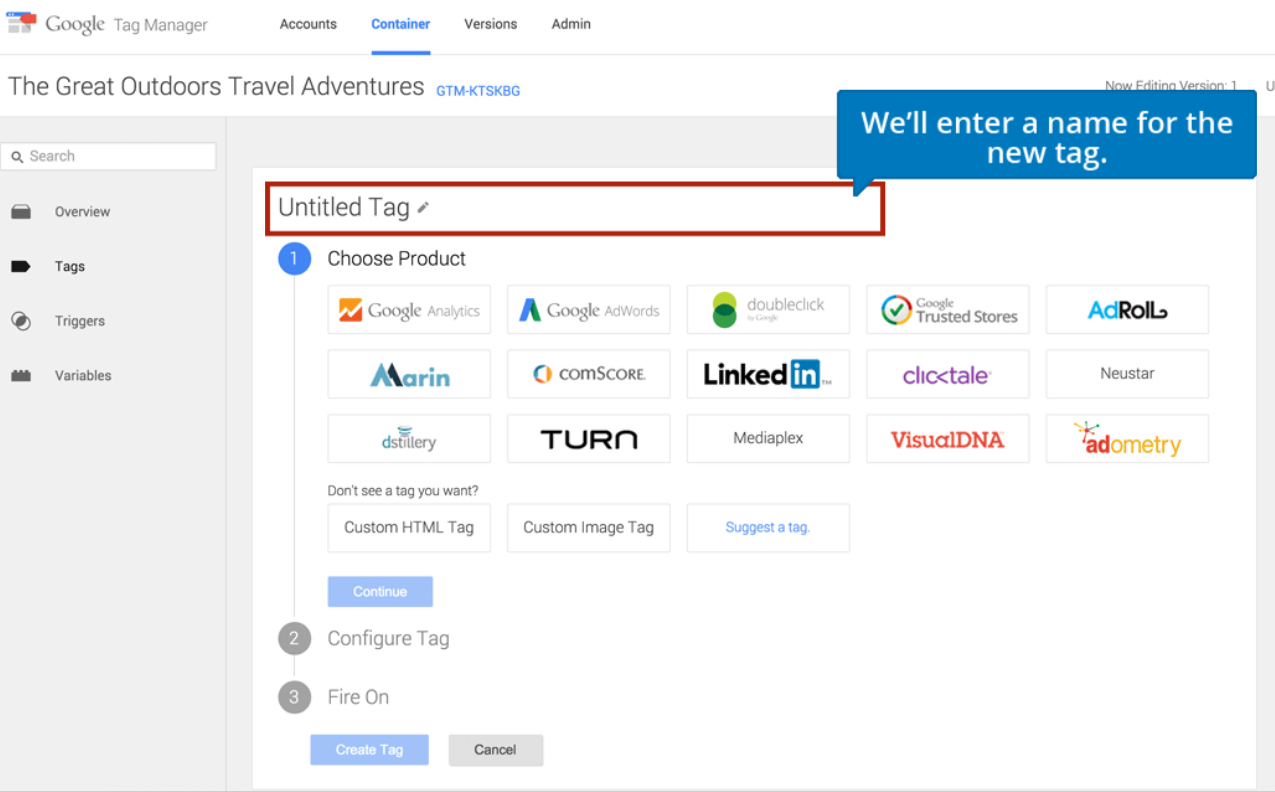 Google Tag Manager Accounts Container Versions Admin
The Great Outdoors Travel Adventures GTM-KTSKBG Now Editing Version: 1 U
We'll enter a name for the
new tag.
Search
Overview
Tags
Triggers
Variables
Untitled Tag
1 Choose Product
Google Analytics Google AdWords doubleclick by Google Google Trusted Stores AdRoll
Marin comSCORE. Linked in TM clicktale Neustar
dstillery TURN Mediaplex VisualDNA adometry
Don't see a tag you want?
Custom HTML Tag Custom Image Tag Suggest a tag.
Continue
2 Configure Tag
3 Fire On
Create Tag Cancel